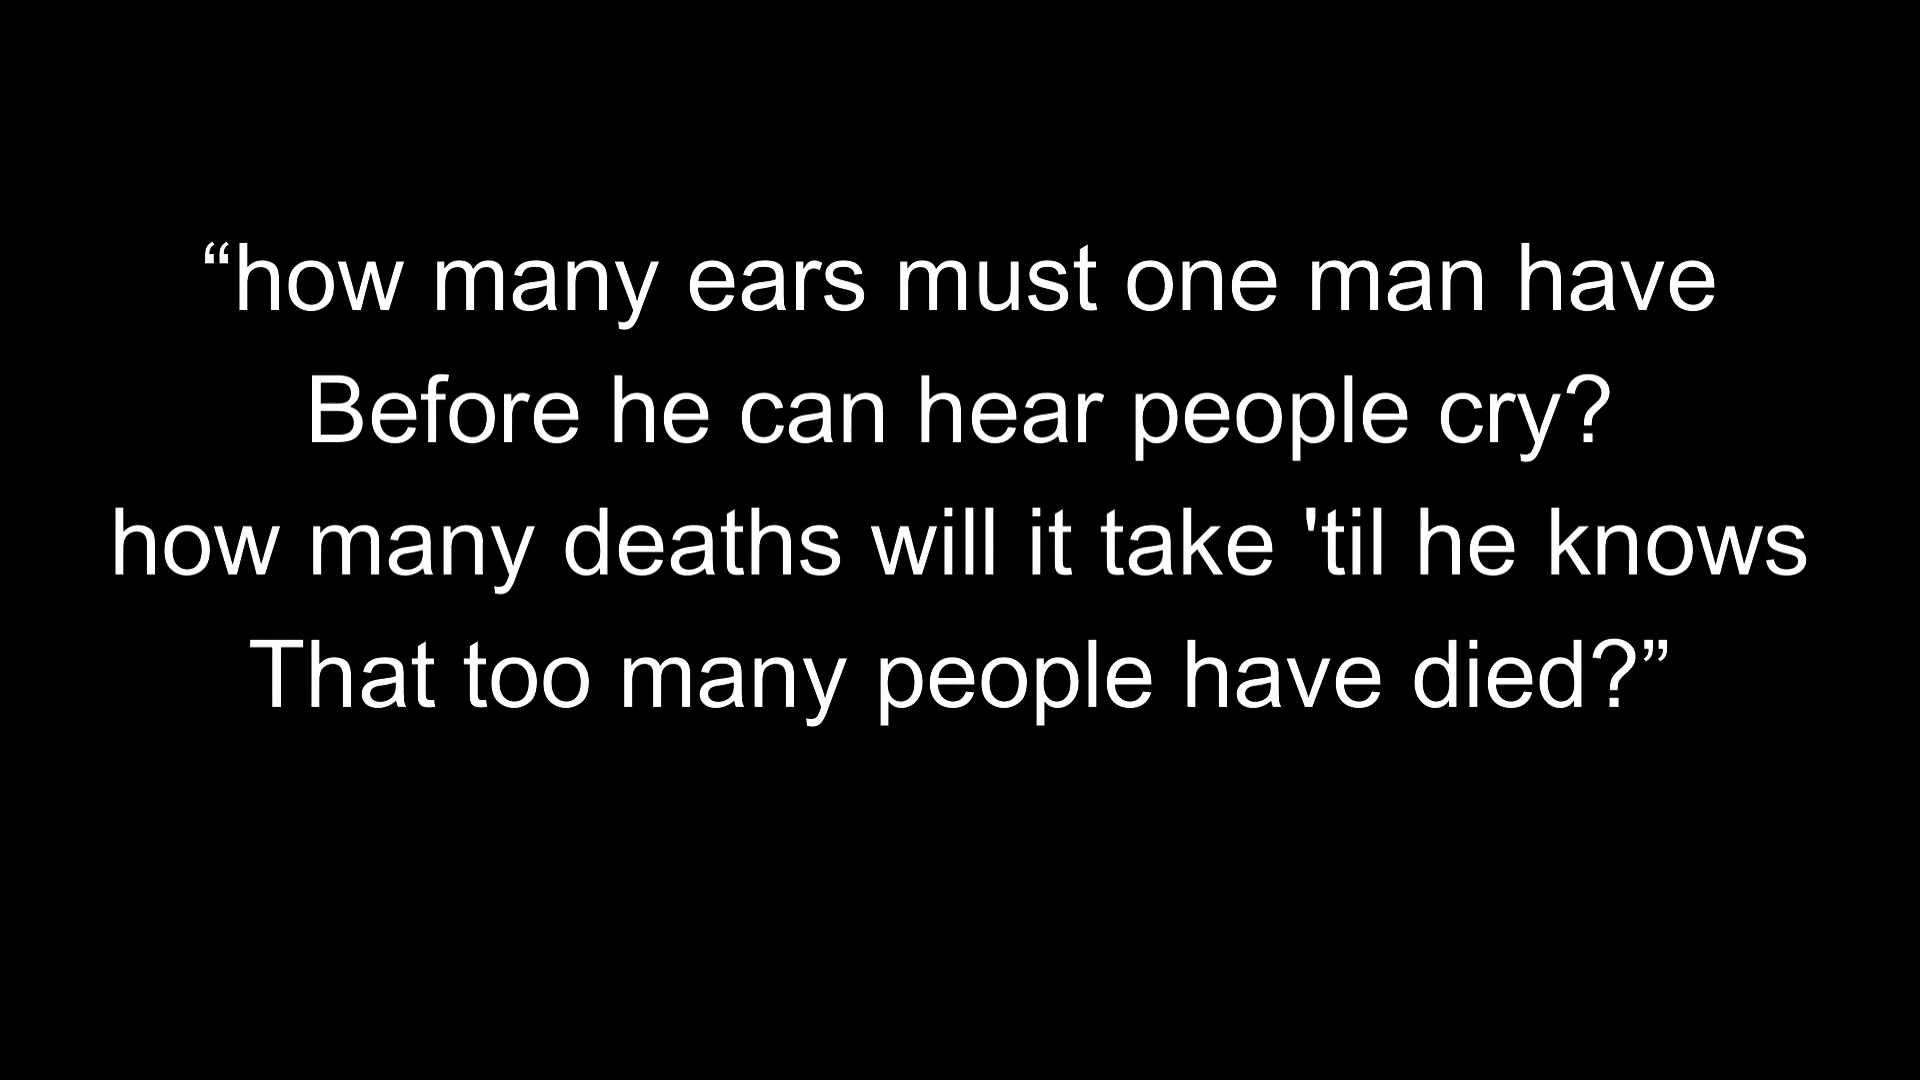 “how many ears must one man have
Before he can hear people cry?
how many deaths will it take 'til he knows
That too many people have died?”